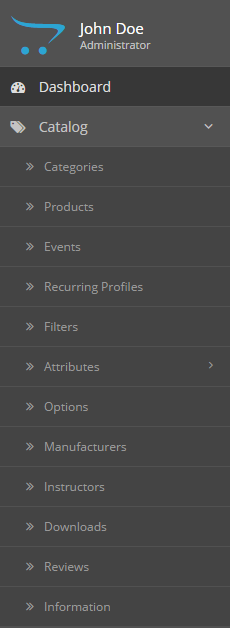 John Doe
Administrator
Dashboard
Catalog
Categories
Products
Events
Recurring Profiles
Filters
Attributes
Options
Manufacturers
Instructors
Downloads
Reviews
Information